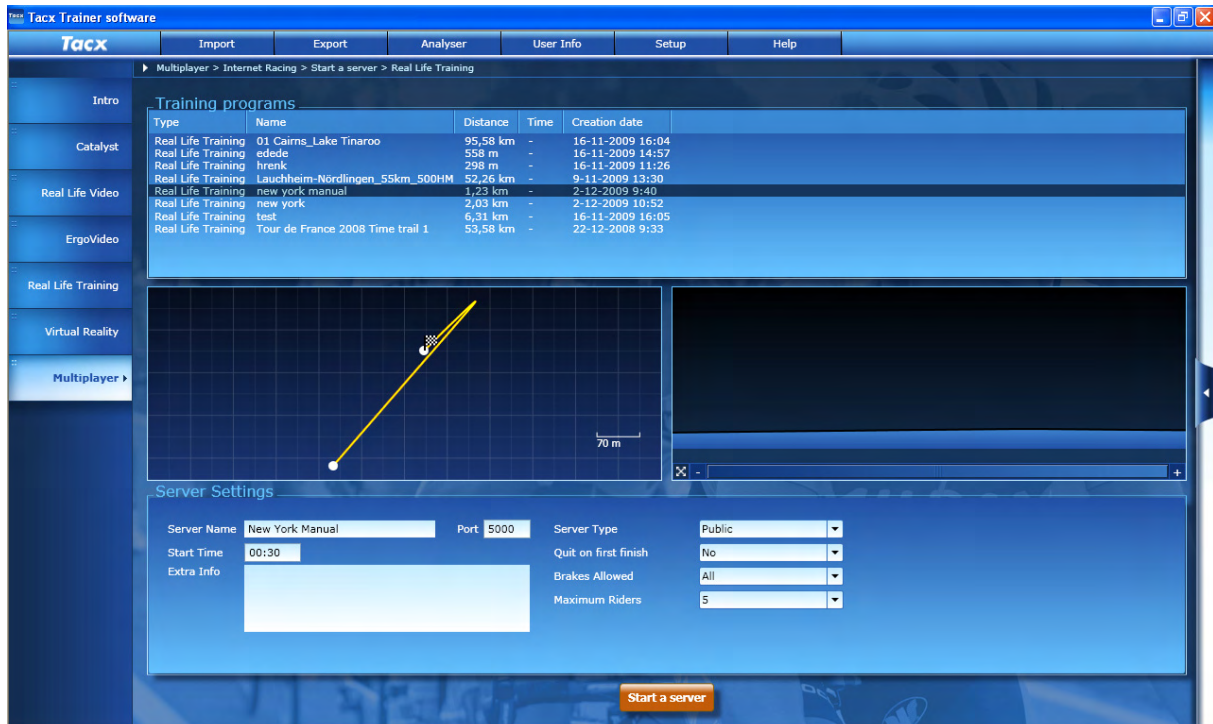 Tacx Trainer software
Tacx Import Export Analyser User Info Setup Help
Multiplayer > Internet Racing > Start a server > Real Life Training
Intro
Catalyst
Real Life Video
ErgoVideo
Real Life Training
Virtual Reality
Multiplayer
Training programs
Type Name Distance Time Creation date
Real Life Training 01 Cairns_Lake Tinaroo 95,58 km - 16-11-2009 16:04
Real Life Training edede 558 m - 16-11-2009 14:57
Real Life Training hrenk 298 m - 16-11-2009 11:26
Real Life Training Lauchheim-Nördlingen_55km_500HM 52,26 km - 9-11-2009 13:30
Real Life Training new york manual 1,23 km - 2-12-2009 9:40
Real Life Training new york 2,03 km - 2-12-2009 10:52
Real Life Training test 6,31 km - 16-11-2009 16:05
Real Life Training Tour de France 2008 Time trail 1 53,58 km - 22-12-2008 9:33
70 m
- +
Server Settings
Server Name New York Manual Port 5000 Server Type Public
Start Time 00:30 Quit on first finish No
Extra Info Brakes Allowed All
Maximum Riders 5
Start a server